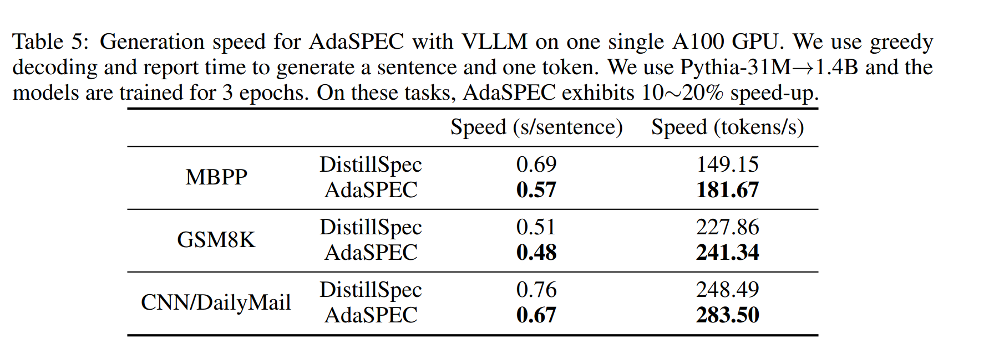 Table 5: Generation speed for AdaSPEC with VLLM on one single A100 GPU. We use greedy
decoding and report time to generate a sentence and one token. We use Pythia-31M→1.4B and the
models are trained for 3 epochs. On these tasks, AdaSPEC exhibits 10∼20% speed-up.
Speed (s/sentence) Speed (tokens/s)
MBPP
DistillSpec 0.69 149.15
AdaSPEC 0.57 181.67
GSM8K
DistillSpec 0.51 227.86
AdaSPEC 0.48 241.34
CNN/DailyMail
DistillSpec 0.76 248.49
AdaSPEC 0.67 283.50